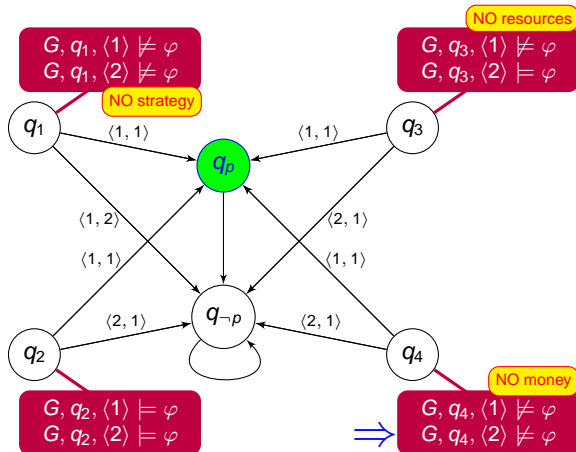 NO resources
G, q₁, ⟨1⟩ ⊭ φ
G, q₁, ⟨2⟩ ⊭ φ
G, q₃, ⟨1⟩ ⊭ φ
G, q₃, ⟨2⟩ ⊨ φ
NO strategy
q₁
⟨1, 1⟩
⟨1, 1⟩
q₃
qₚ
⟨1, 2⟩
⟨2, 1⟩
⟨1, 1⟩
⟨1, 1⟩
q¬p
⟨2, 1⟩
⟨2, 1⟩
q₂
q₄
NO money
G, q₂, ⟨1⟩ ⊨ φ
G, q₂, ⟨2⟩ ⊨ φ
G, q₄, ⟨1⟩ ⊭ φ
⇒ G, q₄, ⟨2⟩ ⊭ φ